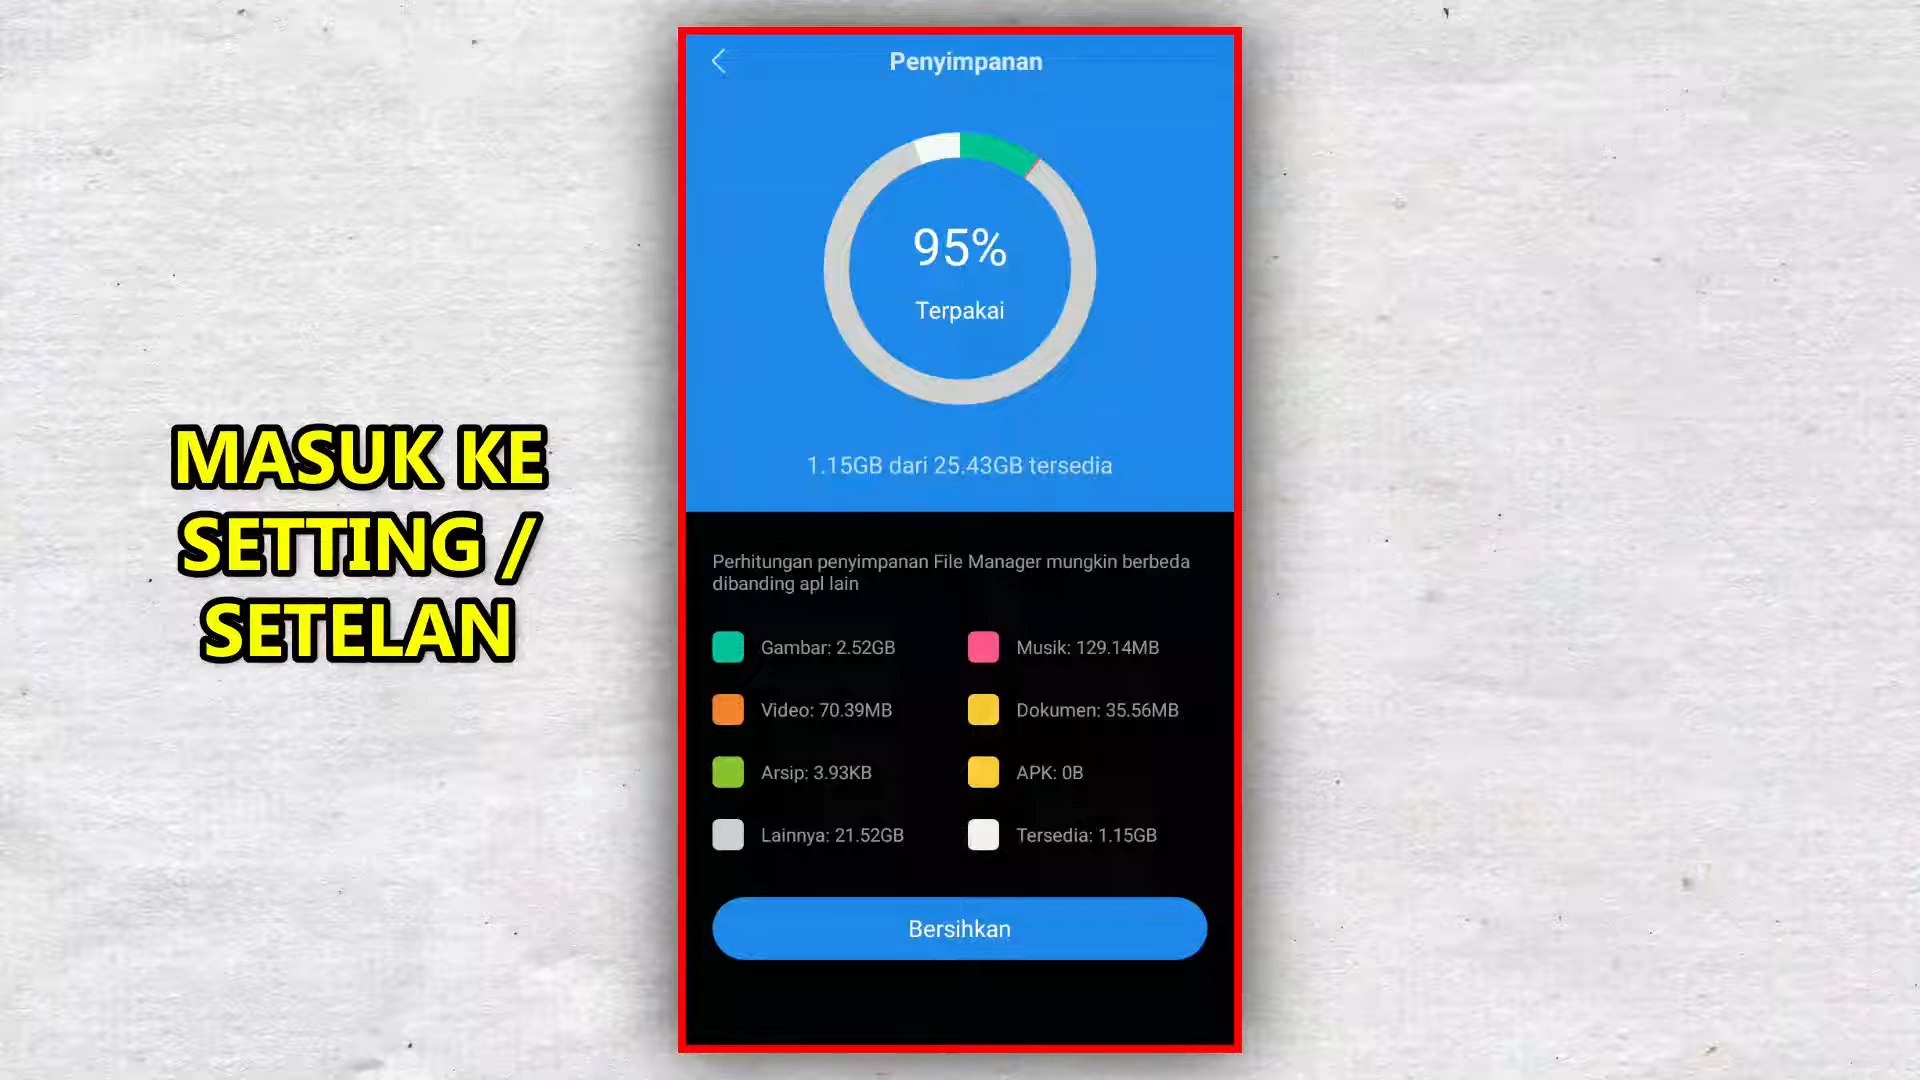 MASUK KE
SETTING /
SETELAN
Penyimpanan
95%
Terpakai
1.15GB dari 25.43GB tersedia
Perhitungan penyimpanan File Manager mungkin berbeda
dibanding apl lain
Gambar: 2.52GB
Musik: 129.14MB
Video: 70.39MB
Dokumen: 35.56MB
Arsip: 3.93KB
APK: 0B
Lainnya: 21.52GB
Tersedia: 1.15GB
Bersihkan